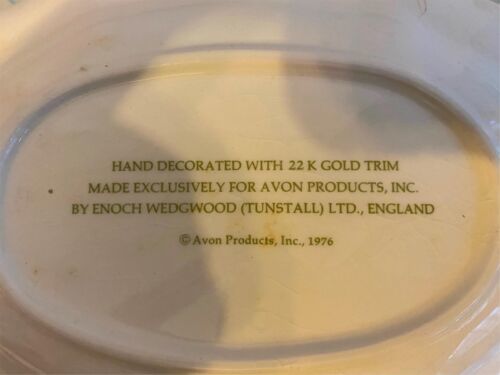 HAND DECORATED WITH 22 K GOLD TRIM
MADE EXCLUSIVELY FOR AVON PRODUCTS, INC.
BY ENOCH WEDGWOOD (TUNSTALL) LTD., ENGLAND
© Avon Products, Inc., 1976